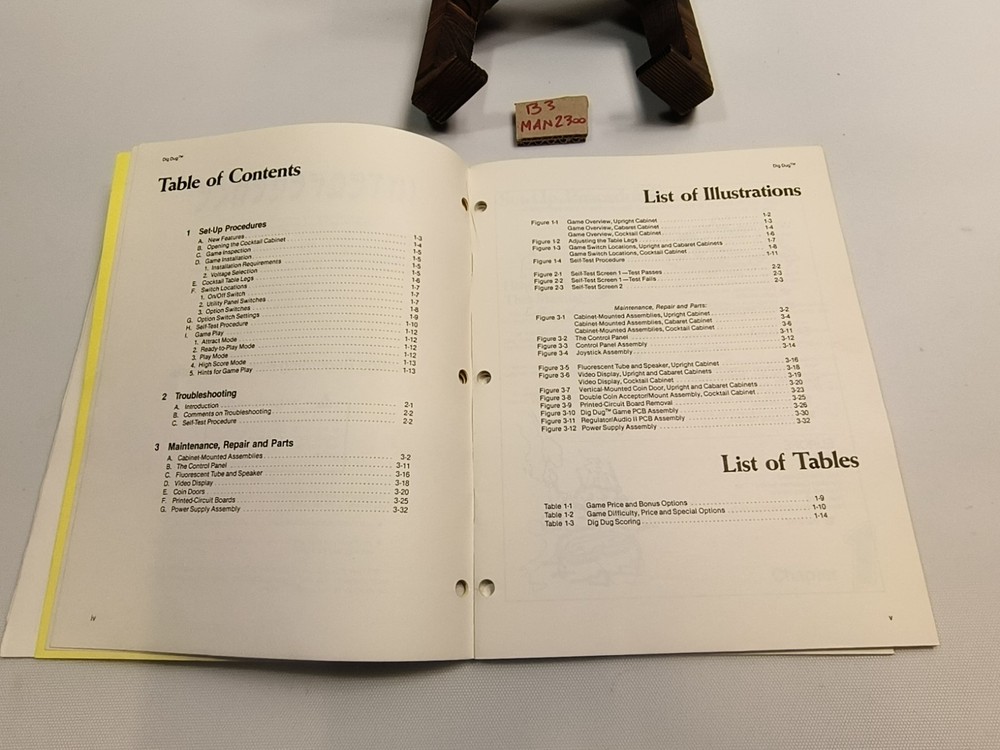 B3
MAN2300
Dig Dug™
Table of Contents
1 Set-Up Procedures
A. New Features 1-3
B. Opening the Cocktail Cabinet 1-4
C. Game Inspection 1-5
D. Game Installation 1-5
1. Installation Requirements 1-5
2. Voltage Selection 1-5
E. Cocktail Table Legs 1-6
F. Switch Locations 1-7
1. On/Off Switch 1-7
2. Utility Panel Switches 1-7
3. Option Switches 1-8
G. Option Switch Settings 1-9
H. Self-Test Procedure 1-10
I. Game Play 1-12
1. Attract Mode 1-12
2. Ready-to-Play Mode 1-12
3. Play Mode 1-12
4. High Score Mode 1-13
5. Hints for Game Play 1-13
2 Troubleshooting
A. Introduction 2-1
B. Comments on Troubleshooting 2-2
C. Self-Test Procedure 2-2
3 Maintenance, Repair and Parts
A. Cabinet-Mounted Assemblies 3-2
B. The Control Panel 3-11
C. Fluorescent Tube and Speaker 3-16
D. Video Display 3-18
E. Coin Doors 3-20
F. Printed-Circuit Boards 3-25
G. Power Supply Assembly 3-32
iv
Dig Dug™
List of Illustrations
Figure 1-1 Game Overview, Upright Cabinet 1-2
Game Overview, Cabaret Cabinet 1-3
Game Overview, Cocktail Cabinet 1-4
Figure 1-2 Adjusting the Table Legs 1-6
Figure 1-3 Game Switch Locations, Upright and Cabaret Cabinets 1-7
Game Switch Locations, Cocktail Cabinet 1-8
Figure 1-4 Self-Test Procedure 1-11
Figure 2-1 Self-Test Screen 1—Test Passes 2-2
Figure 2-2 Self-Test Screen 1—Test Fails 2-3
Figure 2-3 Self-Test Screen 2 2-3
Maintenance, Repair and Parts:
Figure 3-1 Cabinet-Mounted Assemblies, Upright Cabinet 3-2
Cabinet-Mounted Assemblies, Cabaret Cabinet 3-4
Cabinet-Mounted Assemblies, Cocktail Cabinet 3-6
Figure 3-2 The Control Panel 3-11
Figure 3-3 Control Panel Assembly 3-12
Figure 3-4 Joystick Assembly 3-14
Figure 3-5 Fluorescent Tube and Speaker, Upright Cabinet 3-16
Figure 3-6 Video Display, Upright and Cabaret Cabinets 3-18
Video Display, Cocktail Cabinet 3-19
Figure 3-7 Vertical-Mounted Coin Door, Upright and Cabaret Cabinets 3-20
Figure 3-8 Double Coin Acceptor/Mount Assembly, Cocktail Cabinet 3-23
Figure 3-9 Printed-Circuit Board Removal 3-25
Figure 3-10 Dig Dug™ Game PCB Assembly 3-26
Figure 3-11 Regulator/Audio II PCB Assembly 3-30
Figure 3-12 Power Supply Assembly 3-32
List of Tables
Table 1-1 Game Price and Bonus Options 1-9
Table 1-2 Game Difficulty, Price and Special Options 1-10
Table 1-3 Dig Dug Scoring 1-14
v